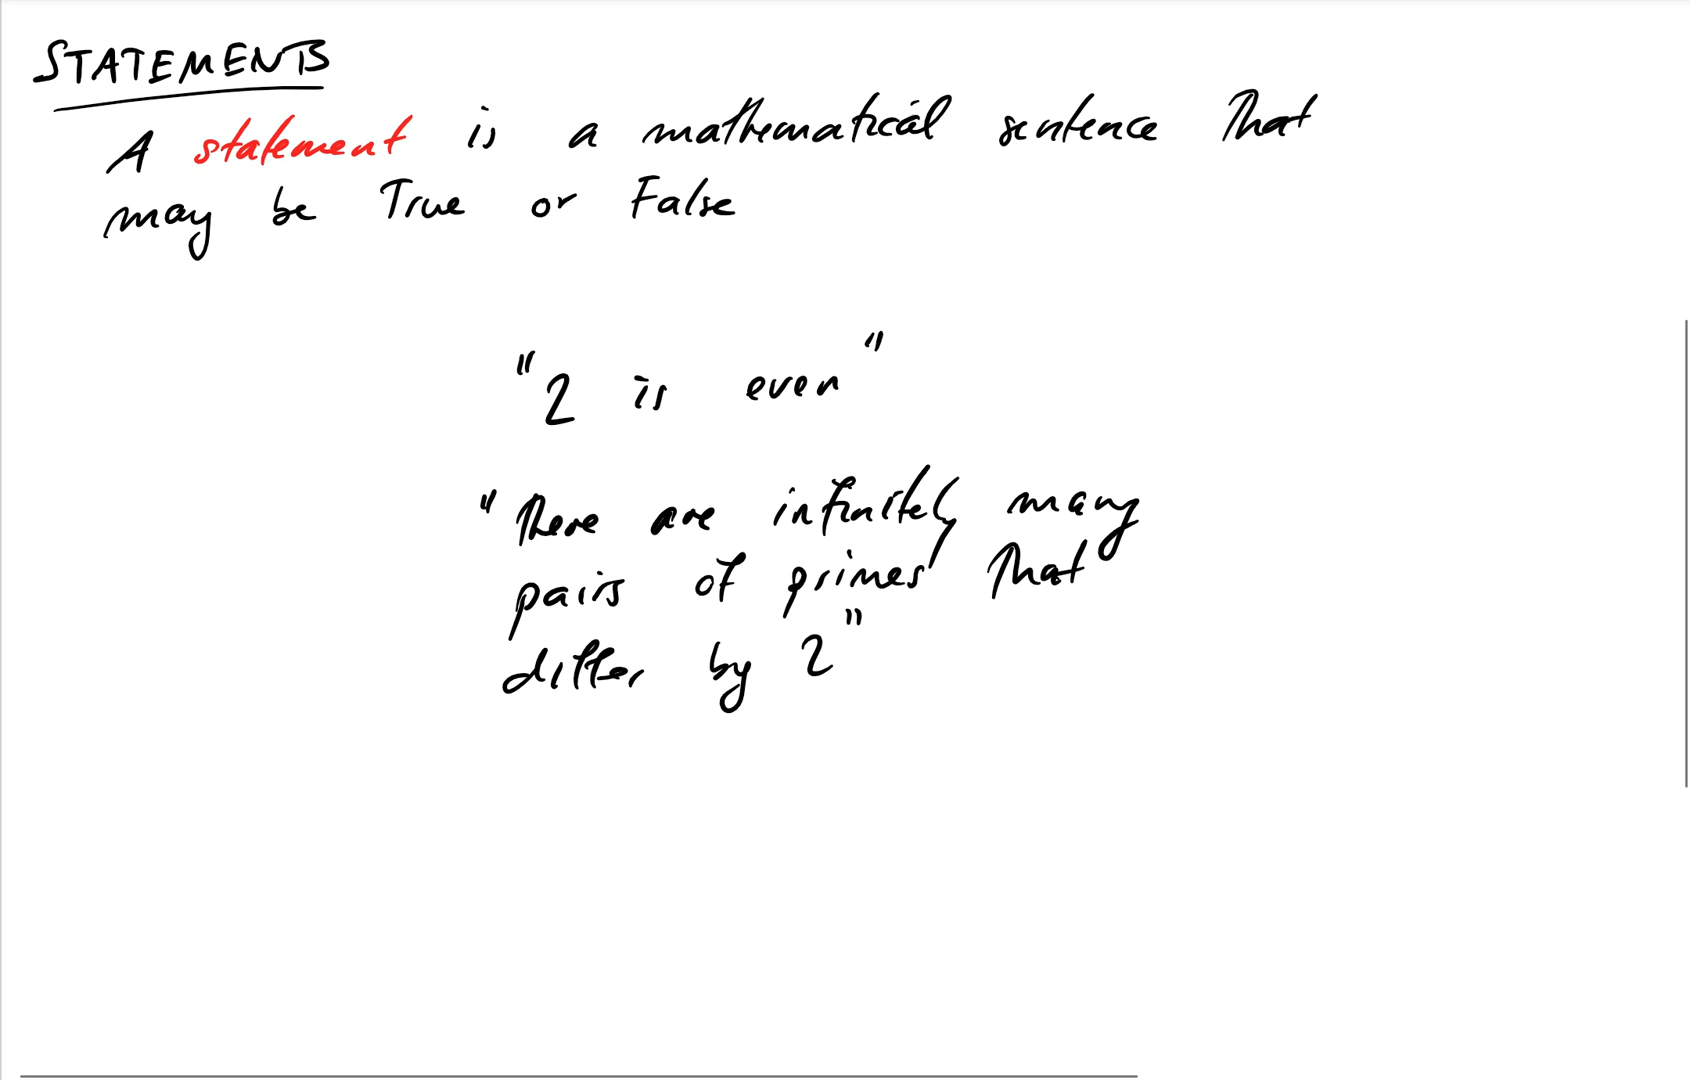 STATEMENTS
A statement is a mathematical sentence that
may be True or False
"2 is even"
"There are infinitely many
pairs of primes that
differ by 2"